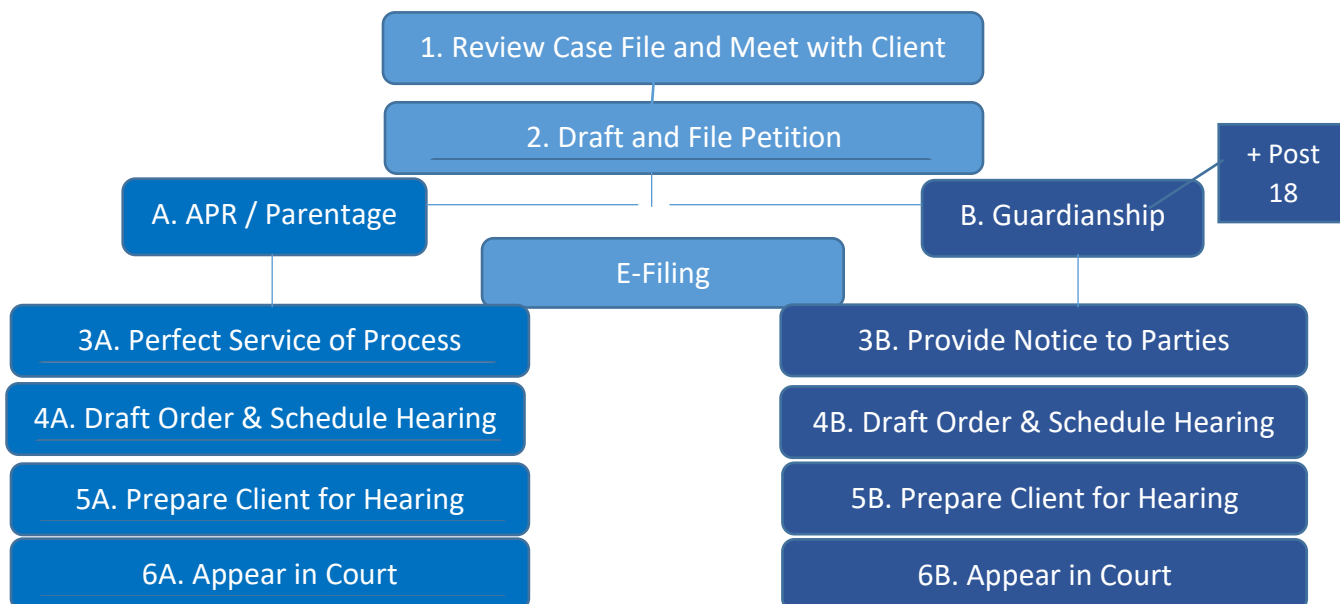 1. Review Case File and Meet with Client
2. Draft and File Petition
+ Post
18
A. APR / Parentage
B. Guardianship
E-Filing
3A. Perfect Service of Process
3B. Provide Notice to Parties
4A. Draft Order & Schedule Hearing
4B. Draft Order & Schedule Hearing
5A. Prepare Client for Hearing
5B. Prepare Client for Hearing
6A. Appear in Court
6B. Appear in Court